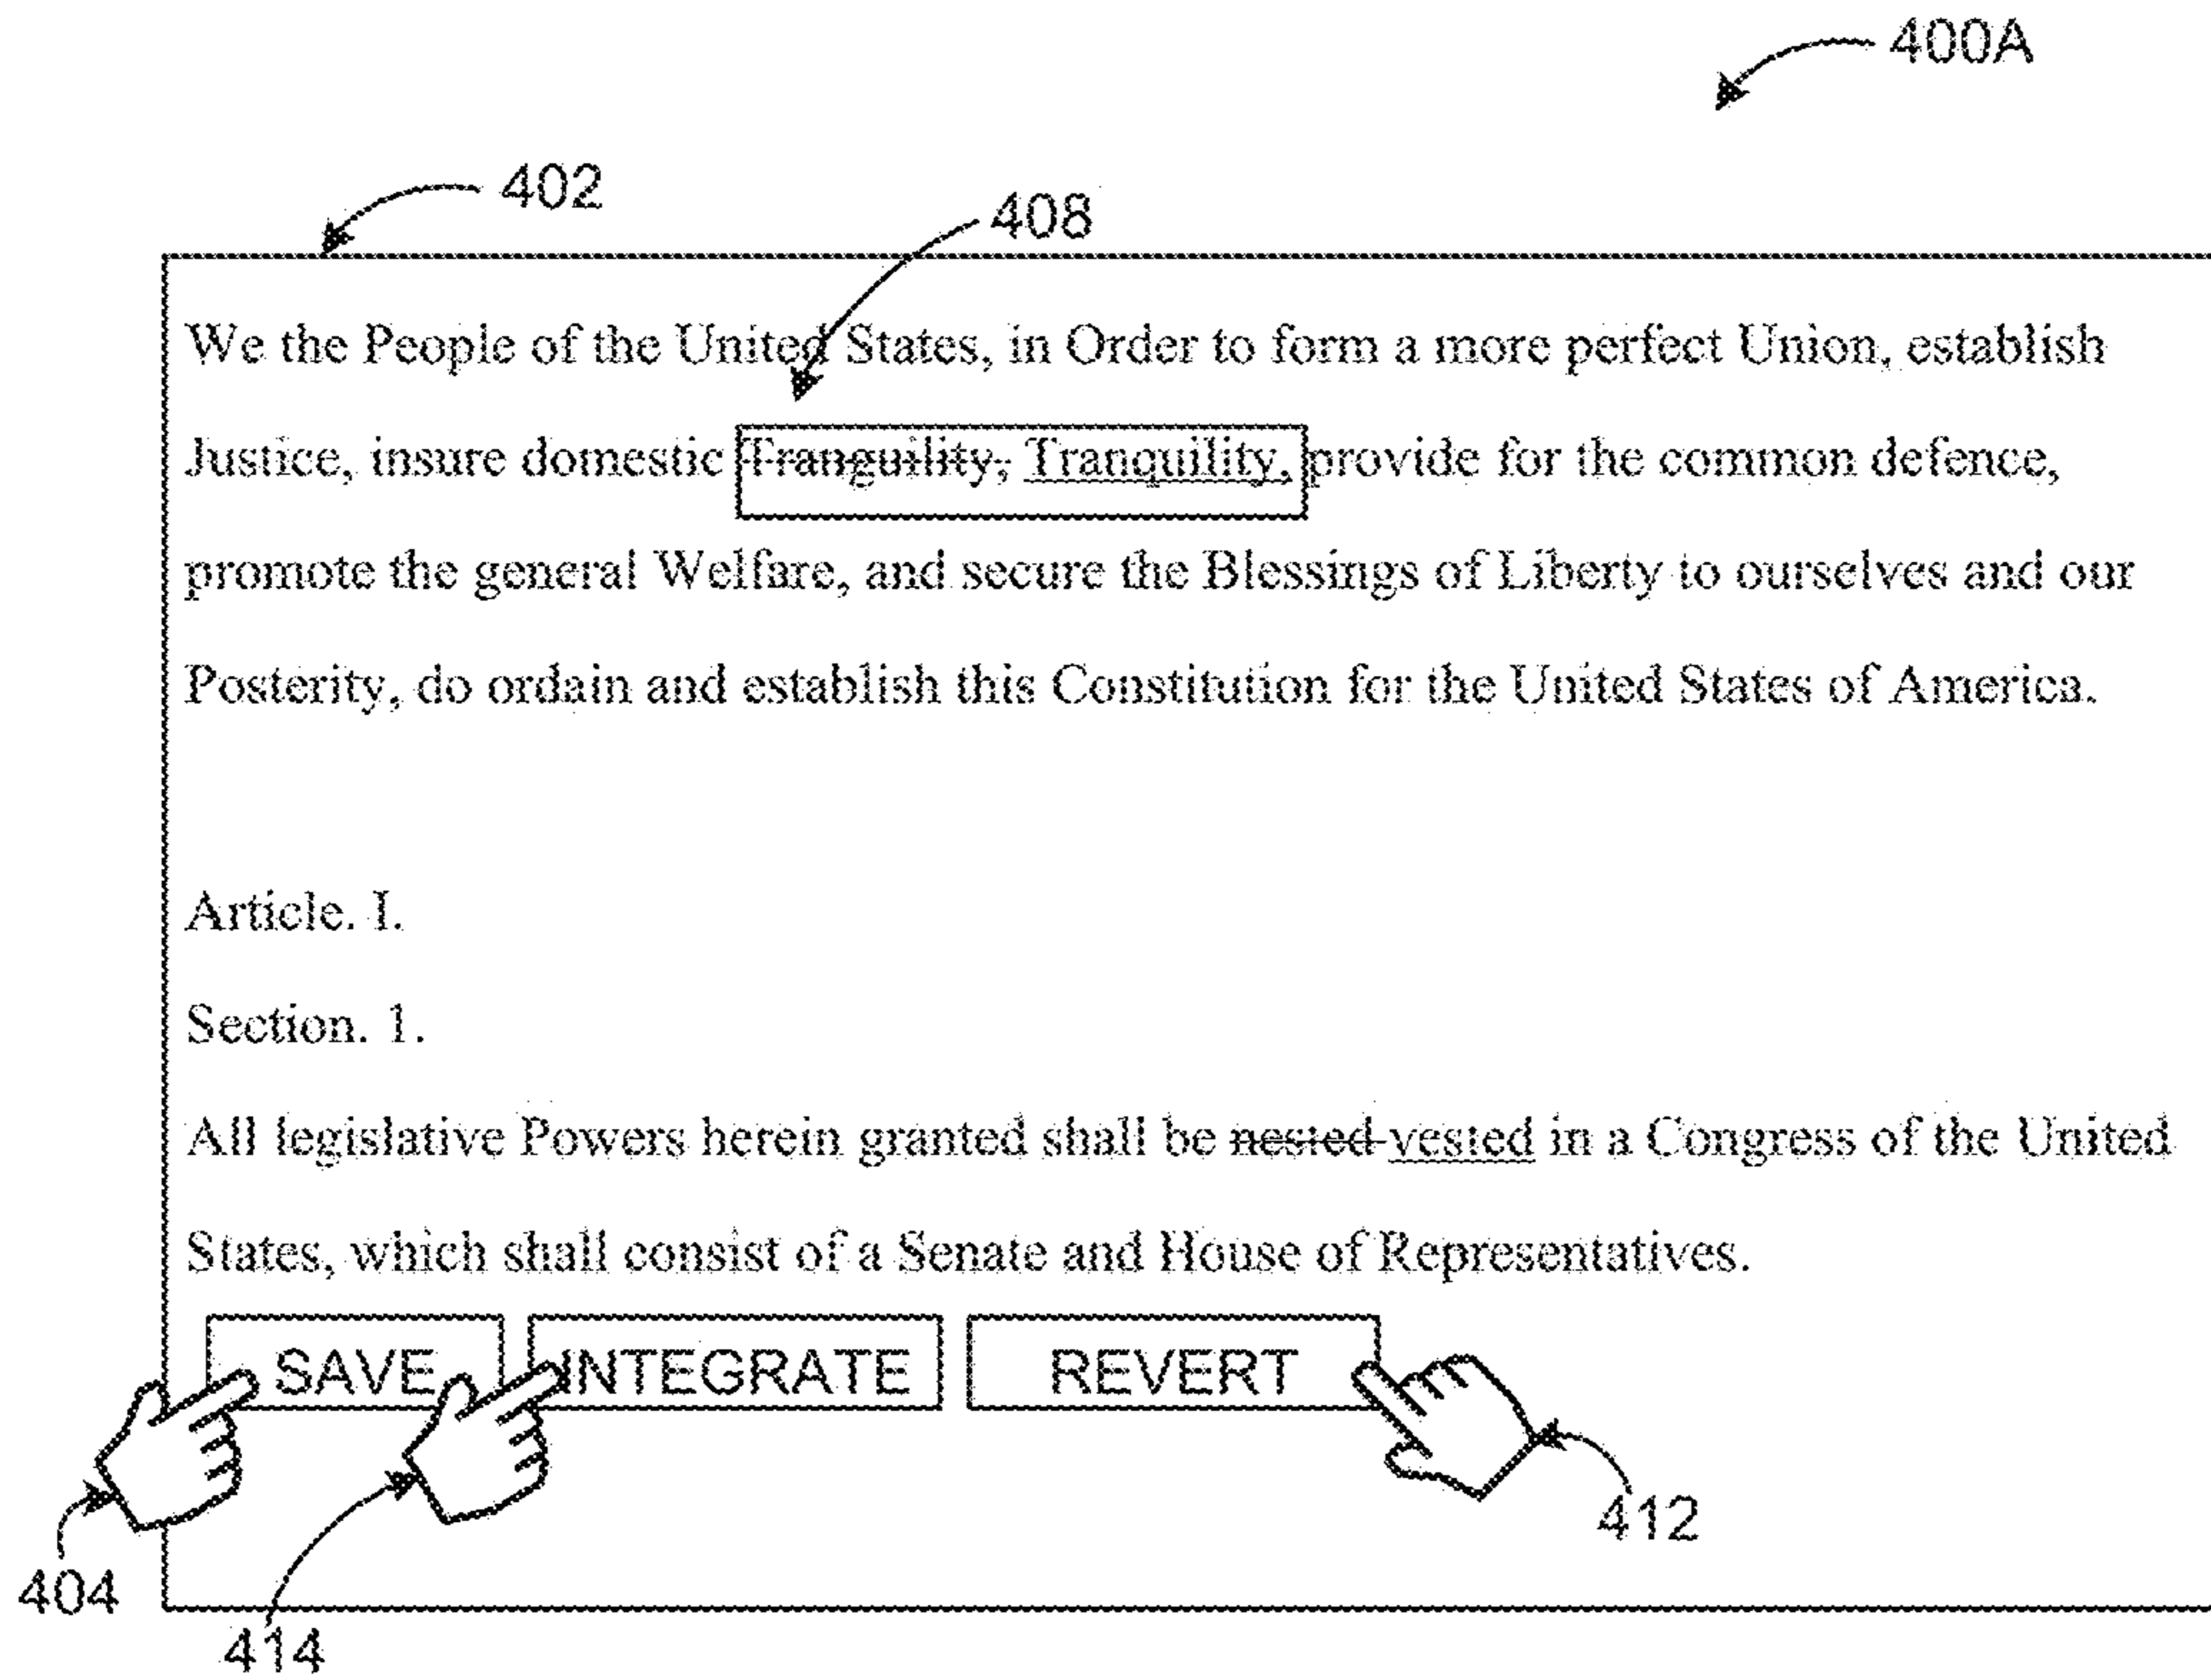 400A
402
408
We the People of the United States, in Order to form a more perfect Union, establish
Justice, insure domestic Tranguility, Tranquility, provide for the common defence,
promote the general Welfare, and secure the Blessings of Liberty to ourselves and our
Posterity, do ordain and establish this Constitution for the United States of America.
Article. I.
Section. 1.
All legislative Powers herein granted shall be nested vested in a Congress of the United
States, which shall consist of a Senate and House of Representatives.
SAVE INTEGRATE REVERT
412
404
414